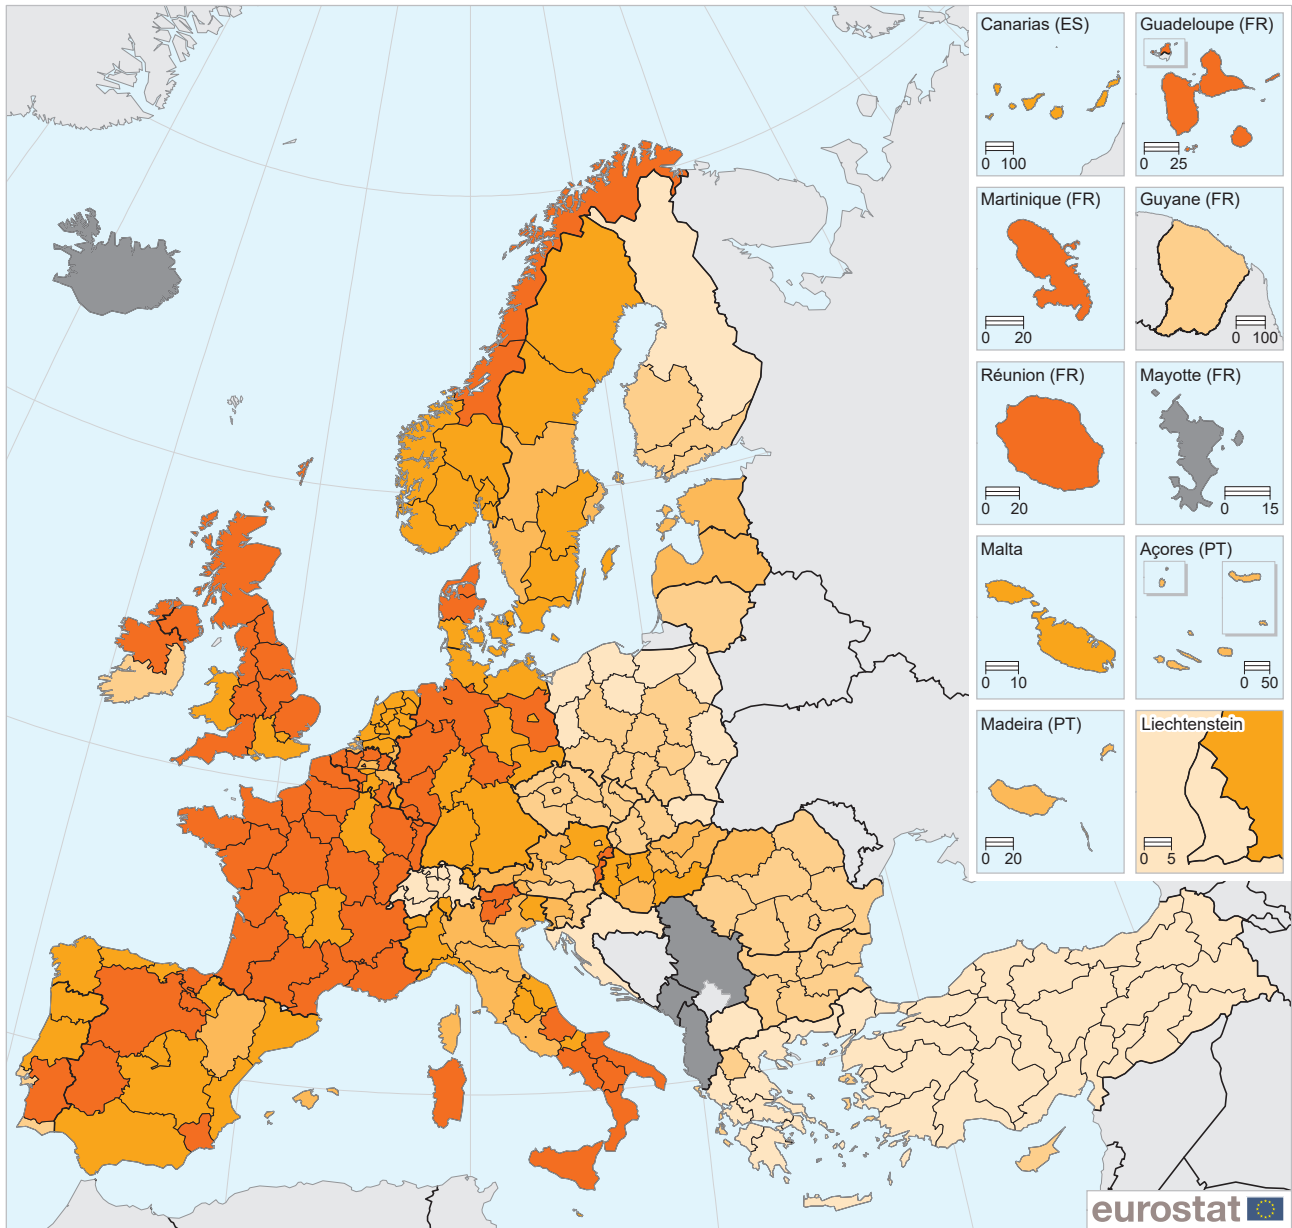 Canarias (ES)
0 100
Guadeloupe (FR)
0 25
Martinique (FR)
0 20
Guyane (FR)
0 100
Réunion (FR)
0 20
Mayotte (FR)
0 15
Malta
0 10
Açores (PT)
0 50
Madeira (PT)
0 20
Liechtenstein
0 5
eurostat